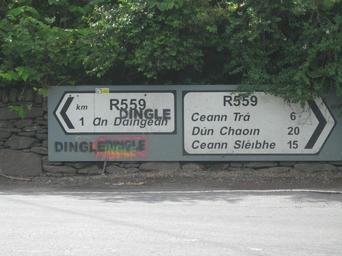 R559
DINGLE
km
1 an Daingean
DINGLE DINGLE
R559
Ceann Trá 6
Dún Chaoin 20
Ceann Sléibhe 15